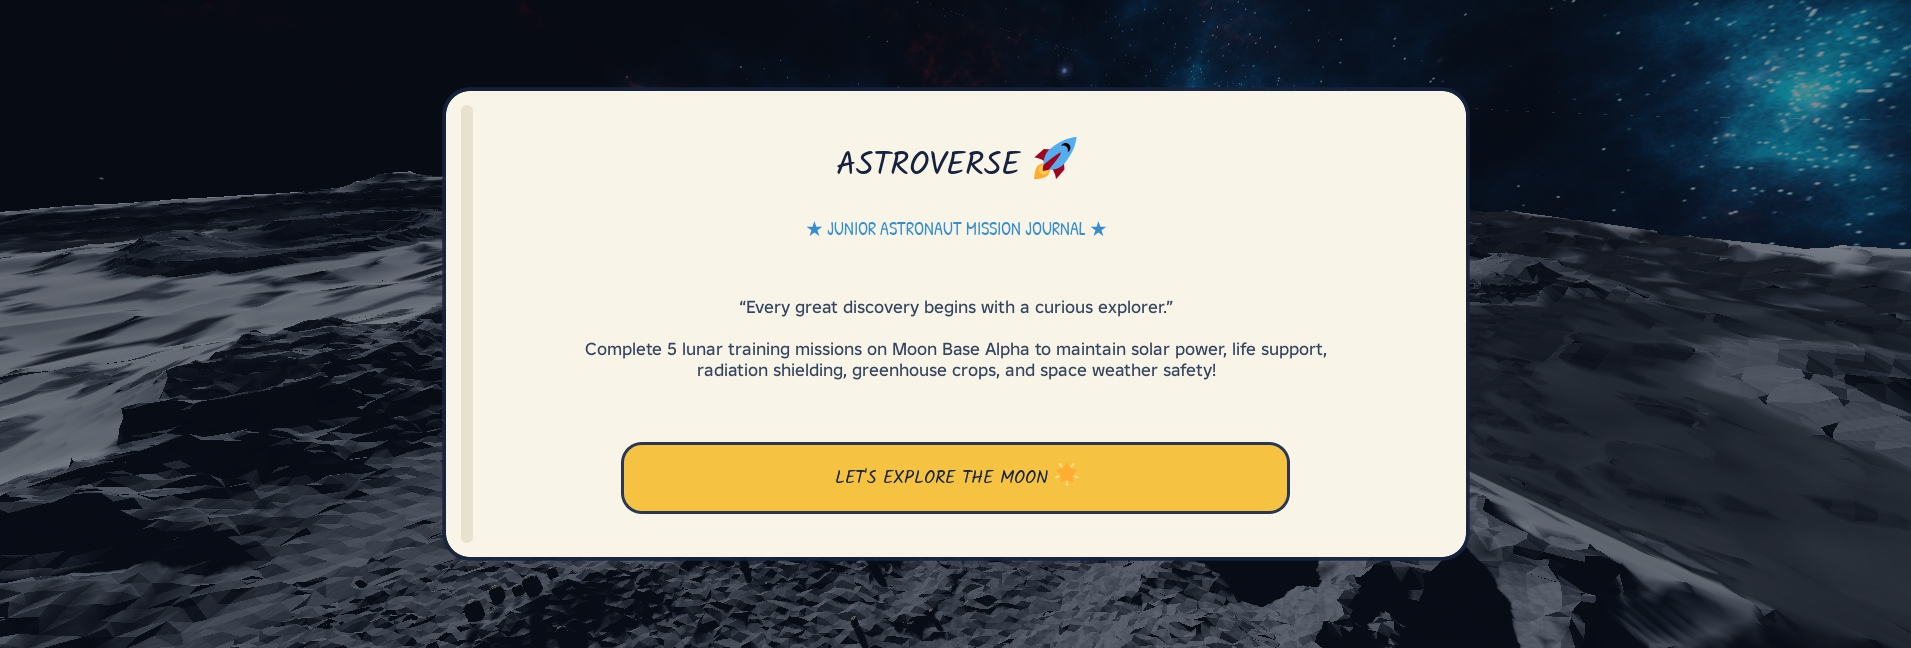 ASTROVERSE 🚀
★ JUNIOR ASTRONAUT MISSION JOURNAL ★
“Every great discovery begins with a curious explorer.”
Complete 5 lunar training missions on Moon Base Alpha to maintain solar power, life support,
radiation shielding, greenhouse crops, and space weather safety!
LET'S EXPLORE THE MOON 🌟